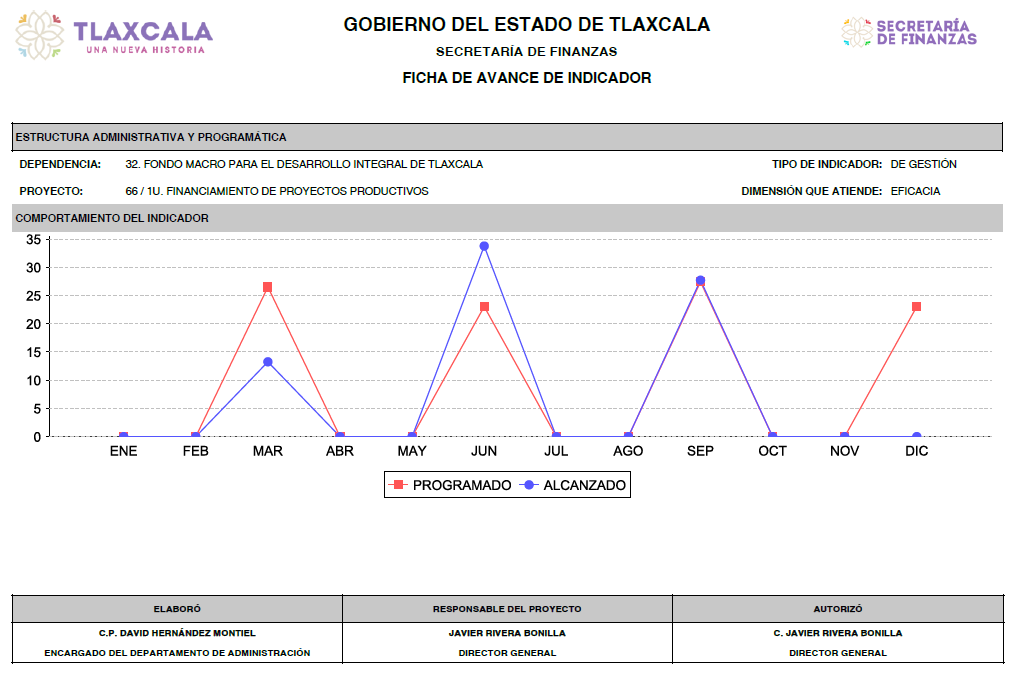 TLAXCALA
UNA NUEVA HISTORIA
GOBIERNO DEL ESTADO DE TLAXCALA
SECRETARÍA DE FINANZAS
FICHA DE AVANCE DE INDICADOR
SECRETARÍA
DE FINANZAS
ESTRUCTURA ADMINISTRATIVA Y PROGRAMÁTICA
DEPENDENCIA: 32. FONDO MACRO PARA EL DESARROLLO INTEGRAL DE TLAXCALA TIPO DE INDICADOR: DE GESTIÓN
PROYECTO: 66 / 1U. FINANCIAMIENTO DE PROYECTOS PRODUCTIVOS DIMENSIÓN QUE ATIENDE: EFICACIA
COMPORTAMIENTO DEL INDICADOR
35
30
25
20
15
10
5
0
ENE FEB MAR ABR MAY JUN JUL AGO SEP OCT NOV DIC
PROGRAMADO ALCANZADO
ELABORÓ RESPONSABLE DEL PROYECTO AUTORIZÓ
C.P. DAVID HERNÁNDEZ MONTIEL JAVIER RIVERA BONILLA C. JAVIER RIVERA BONILLA
ENCARGADO DEL DEPARTAMENTO DE ADMINISTRACIÓN DIRECTOR GENERAL DIRECTOR GENERAL